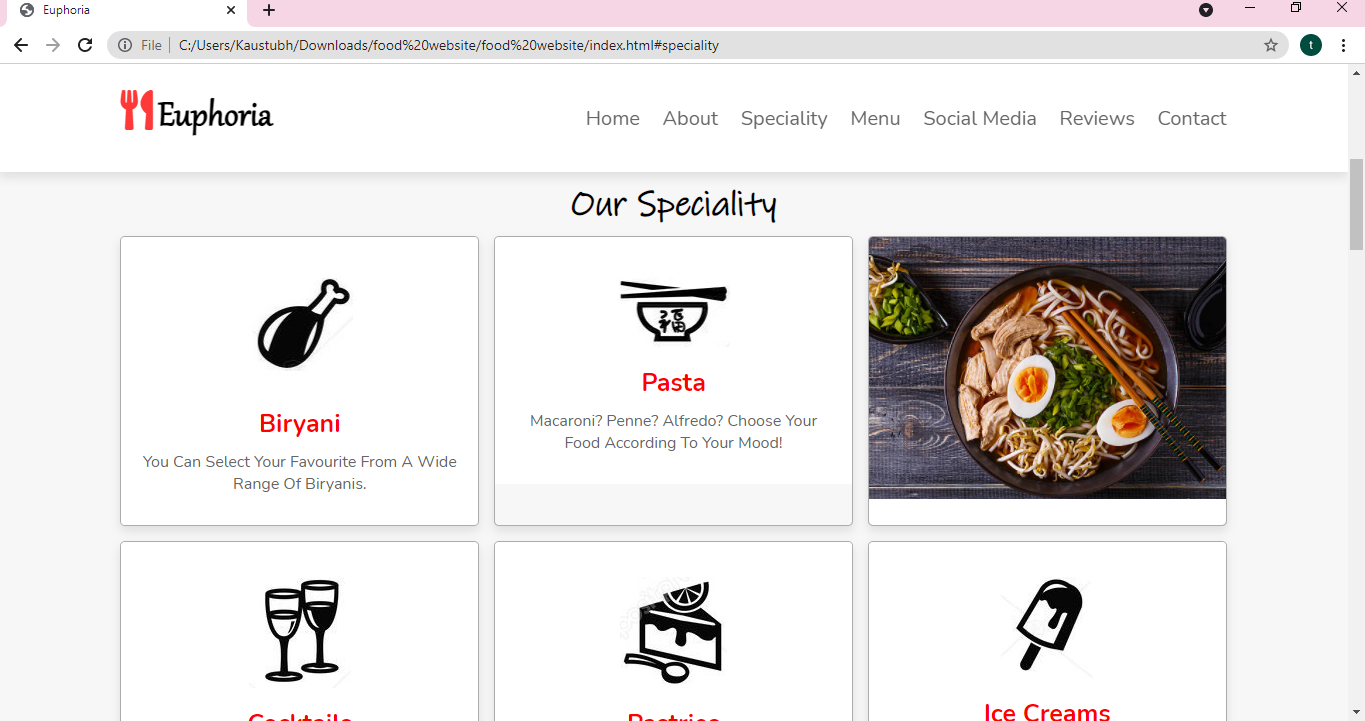 Euphoria
File
C:/Users/Kaustubh/Downloads/food%20website/food%20website/index.html#speciality
t
Euphoria
Home About Speciality Menu Social Media Reviews Contact
Our Speciality
福
Biryani
You Can Select Your Favourite From A Wide
Range Of Biryanis.
Pasta
Macaroni? Penne? Alfredo? Choose Your
Food According To Your Mood!
Cocktails
Pastries
Ice Creams